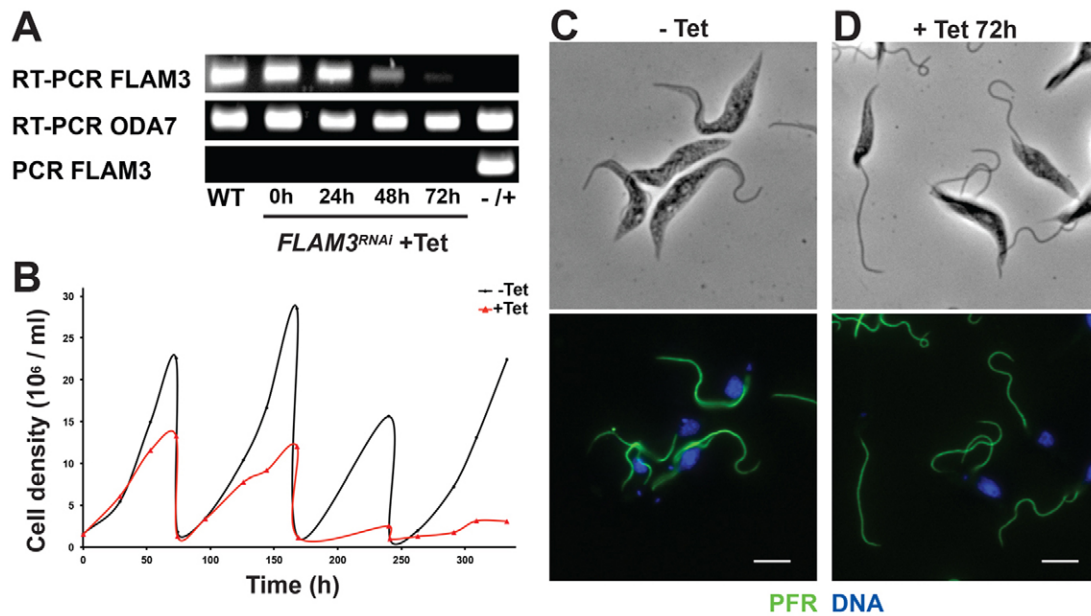 A
RT-PCR FLAM3
RT-PCR ODA7
PCR FLAM3
WT 0h 24h 48h 72h - /+
FLAM3RNAi +Tet
B
-Tet
+Tet
Cell density (10⁶ / ml)
30
25
20
15
10
5
0
0 50 100 150 200 250 300
Time (h)
C
- Tet
D
+ Tet 72h
PFR DNA